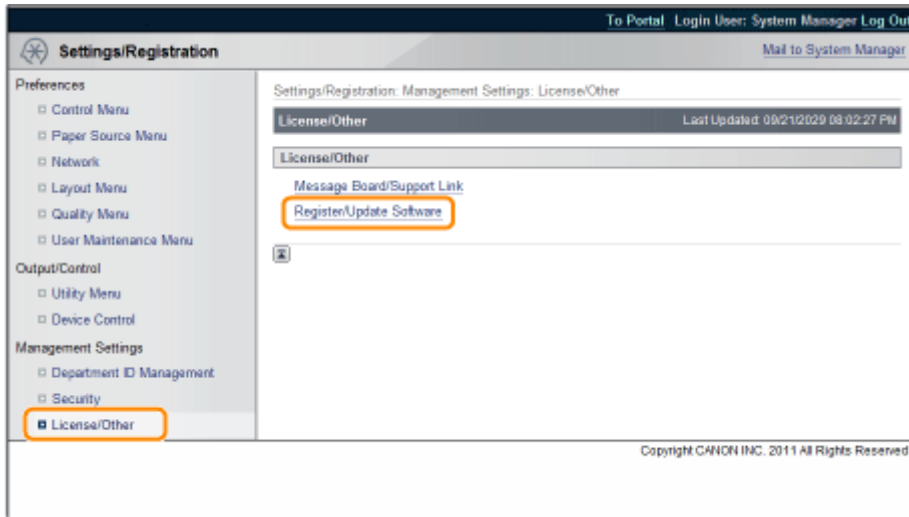 To Portal Login User: System Manager Log Out
Settings/Registration
Mail to System Manager
Preferences
Control Menu
Paper Source Menu
Network
Layout Menu
Quality Menu
User Maintenance Menu
Output/Control
Utility Menu
Device Control
Management Settings
Department ID Management
Security
License/Other
Settings/Registration: Management Settings: License/Other
License/Other Last Updated: 09/21/2029 08:02:27 PM
License/Other
Message Board/Support Link
Register/Update Software
Copyright CANON INC. 2011 All Rights Reserved